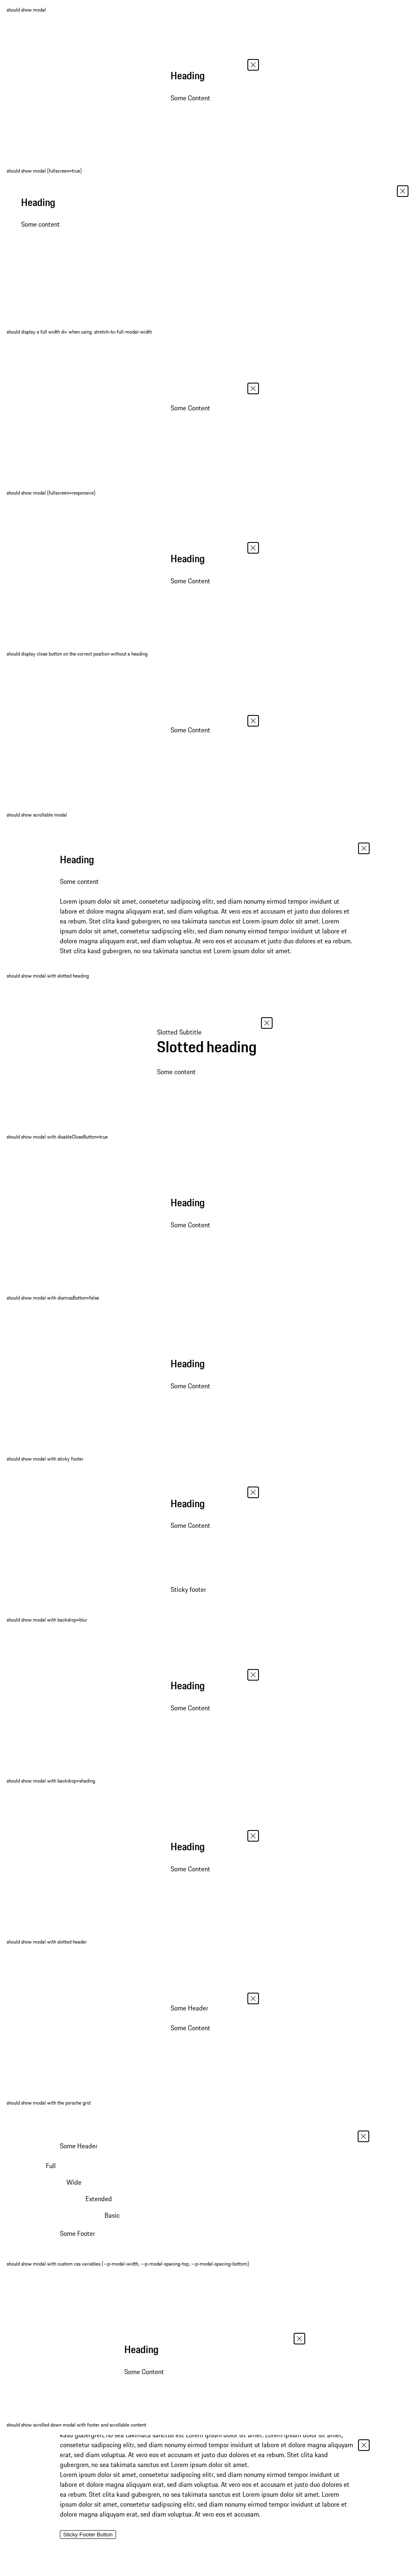 should show modal
Heading
Some Content
should show modal (fullscreen=true)
Heading
Some content
should display a full width div when using .stretch-to-full-modal-width
Some Content
should show modal (fullscreen=responsive)
Heading
Some Content
should display close button on the correct position without a heading
Some Content
should show scrollable modal
Heading
Some content
Lorem ipsum dolor sit amet, consetetur sadipscing elitr, sed diam nonumy eirmod tempor invidunt ut
labore et dolore magna aliquyam erat, sed diam voluptua. At vero eos et accusam et justo duo dolores et
ea rebum. Stet clita kasd gubergren, no sea takimata sanctus est Lorem ipsum dolor sit amet. Lorem
ipsum dolor sit amet, consetetur sadipscing elitr, sed diam nonumy eirmod tempor invidunt ut labore et
dolore magna aliquyam erat, sed diam voluptua. At vero eos et accusam et justo duo dolores et ea rebum.
Stet clita kasd gubergren, no sea takimata sanctus est Lorem ipsum dolor sit amet.
should show modal with slotted heading
Slotted Subtitle
Slotted heading
Some content
should show modal with disableCloseButton=true
Heading
Some Content
should show modal with dismissButton=false
Heading
Some Content
should show modal with sticky footer
Heading
Some Content
Sticky footer
should show modal with backdrop=blur
Heading
Some Content
should show modal with backdrop=shading
Heading
Some Content
should show modal with slotted header
Some Header
Some Content
should show modal with the porsche grid
Some Header
Full
Wide
Extended
Basic
Some Footer
should show modal with custom css variables (--p-modal-width, --p-modal-spacing-top, --p-modal-spacing-bottom)
Heading
Some Content
should show scrolled down modal with footer and scrollable content
kasd gubergren, no sea takimata sanctus est Lorem ipsum dolor sit amet. Lorem ipsum dolor sit amet,
consetetur sadipscing elitr, sed diam nonumy eirmod tempor invidunt ut labore et dolore magna aliquyam
erat, sed diam voluptua. At vero eos et accusam et justo duo dolores et ea rebum. Stet clita kasd
gubergren, no sea takimata sanctus est Lorem ipsum dolor sit amet.
Lorem ipsum dolor sit amet, consetetur sadipscing elitr, sed diam nonumy eirmod tempor invidunt ut
labore et dolore magna aliquyam erat, sed diam voluptua. At vero eos et accusam et justo duo dolores et
ea rebum. Stet clita kasd gubergren, no sea takimata sanctus est Lorem ipsum dolor sit amet. Lorem
ipsum dolor sit amet, consetetur sadipscing elitr, sed diam nonumy eirmod tempor invidunt ut labore et
dolore magna aliquyam erat, sed diam voluptua. At vero eos et accusam.
Sticky Footer Button